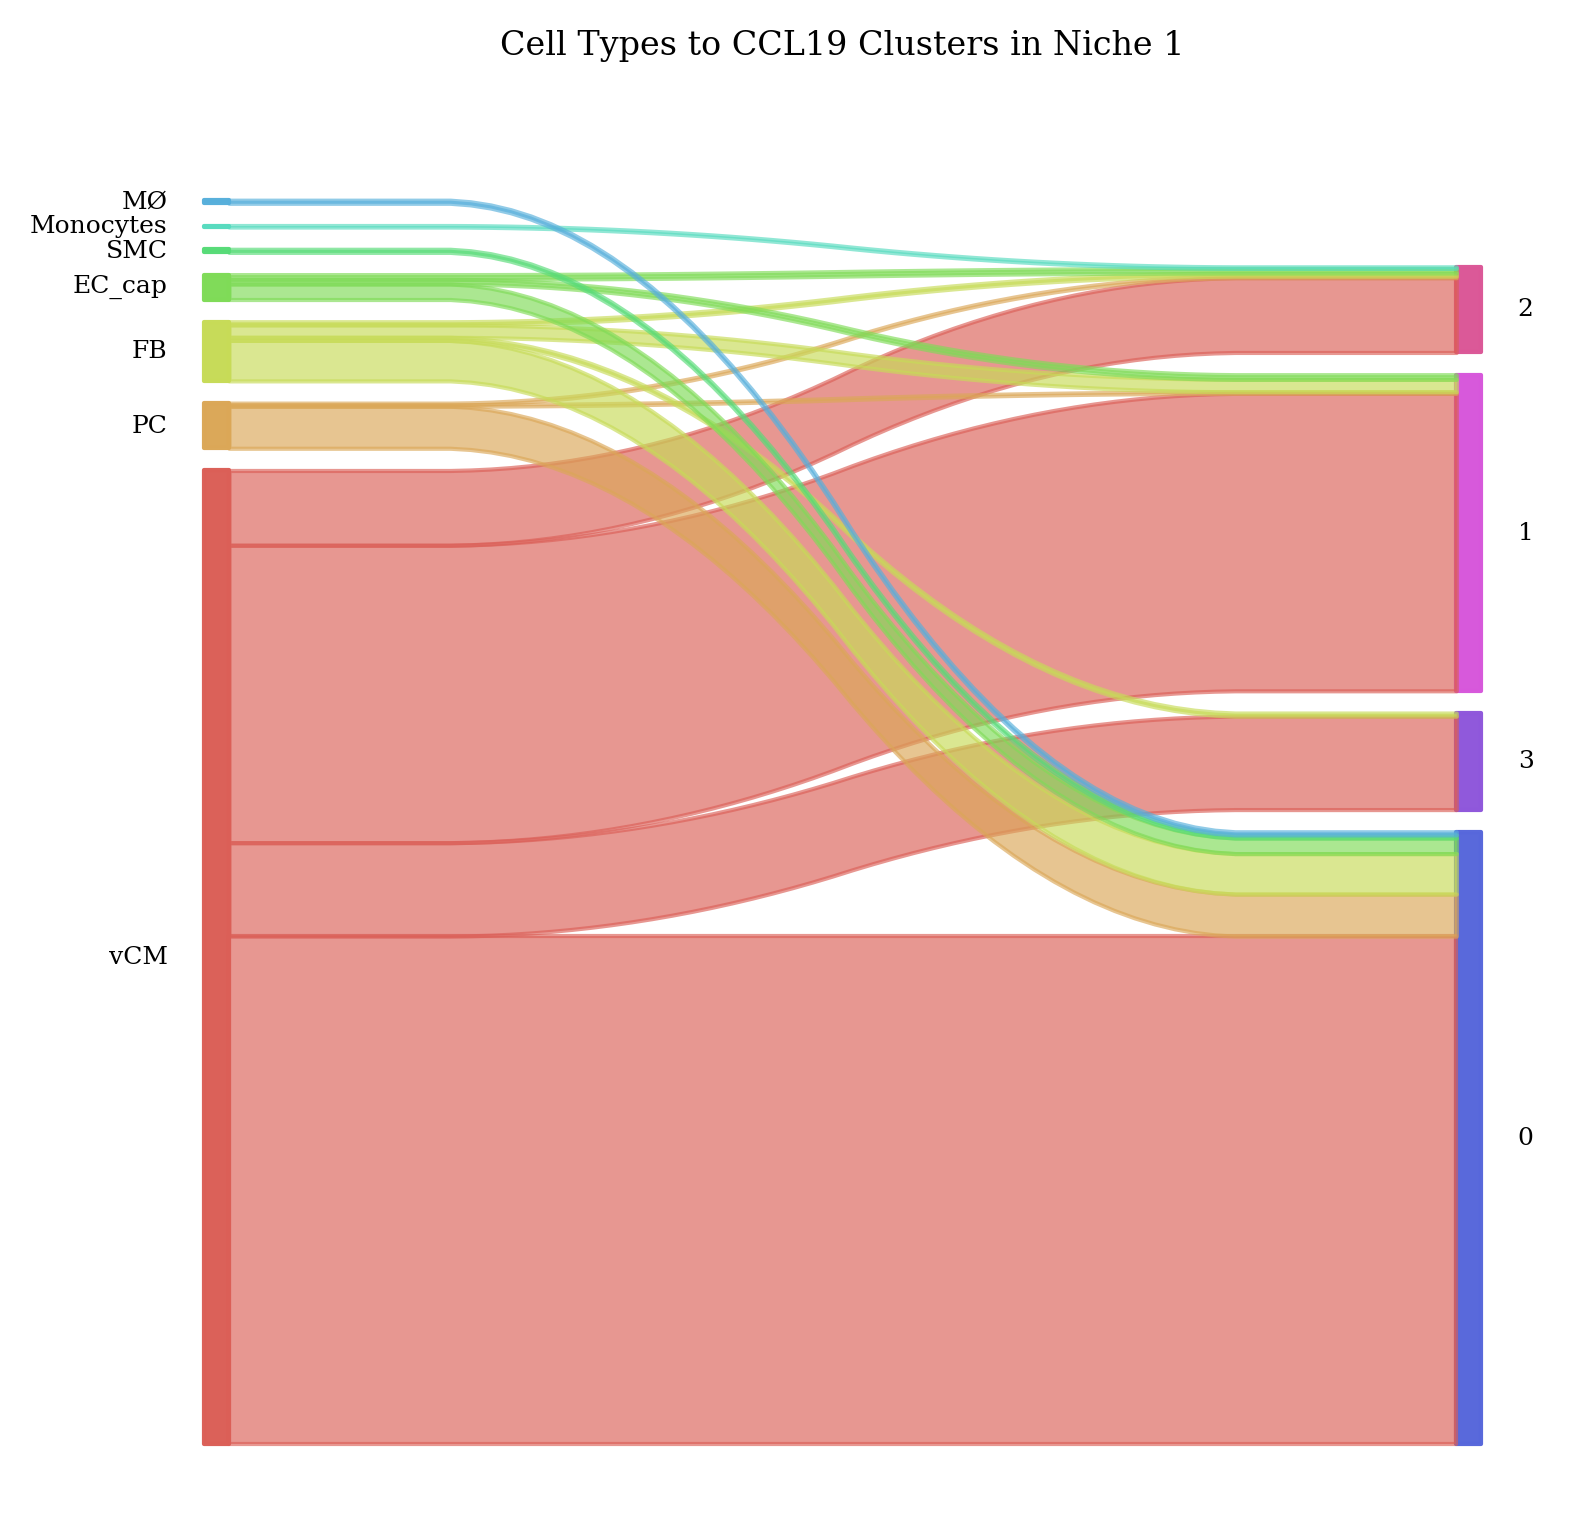 Cell Types to CCL19 Clusters in Niche 1
MØ
Monocytes
SMC
EC_cap
FB
PC
vCM
2
1
3
0